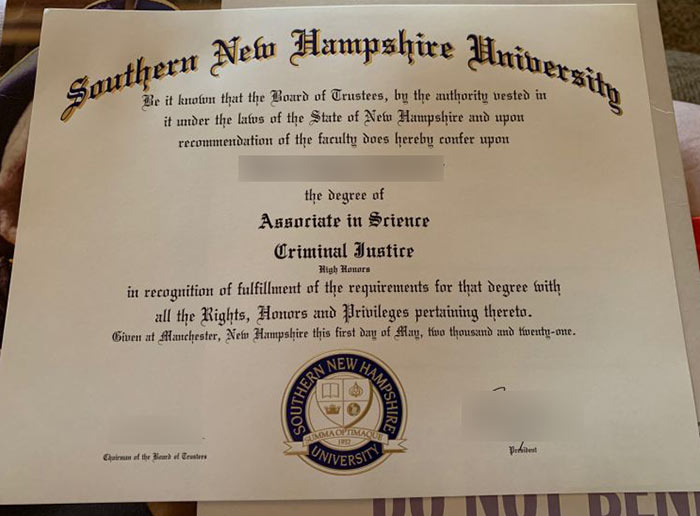 Southern New Hampshire University
Be it known that the Board of Trustees, by the authority vested in
it under the laws of the State of New Hampshire and upon
recommendation of the faculty does hereby confer upon
the degree of
Associate in Science
Criminal Justice
High Honors
in recognition of fulfillment of the requirements for that degree with
all the Rights, Honors and Privileges pertaining thereto.
Given at Manchester, New Hampshire this first day of May, two thousand and twenty-one.
SOUTHERN NEW HAMPSHIRE
SUMMA OPTIMAQUE
1932
UNIVERSITY
Chairman of the Board of Trustees
President
DO NOT BEN